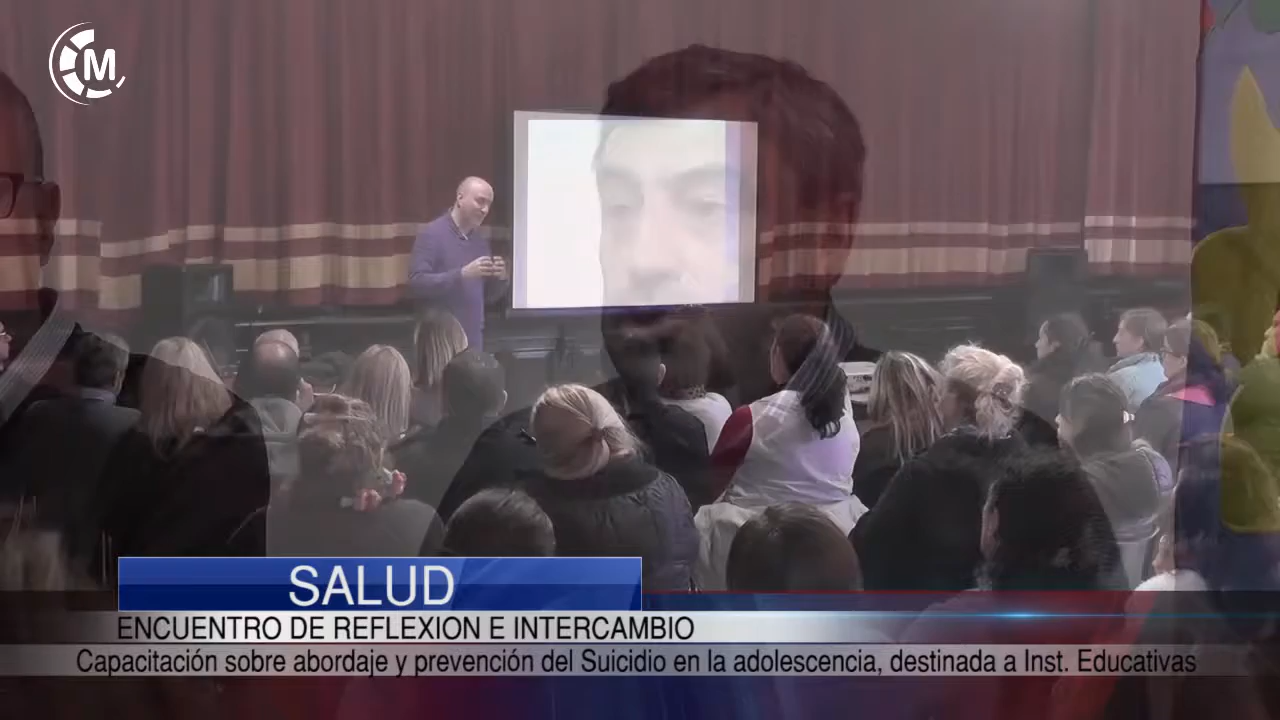 M
SALUD
ENCUENTRO DE REFLEXION E INTERCAMBIO
Capacitación sobre abordaje y prevención del Suicidio en la adolescencia, destinada a Inst. Educativas